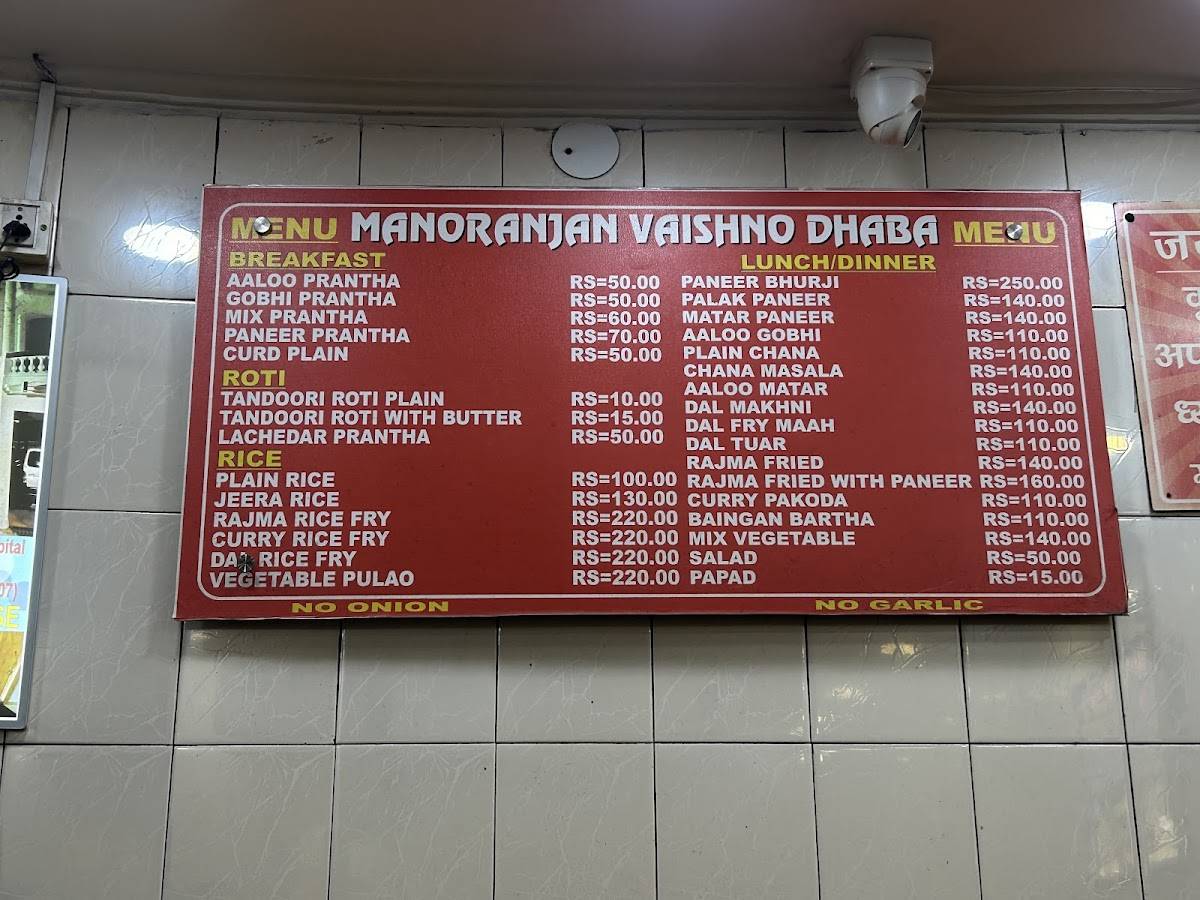 MENU MANORANJAN VAISHNO DHABA MENU
BREAKFAST
AALOO PRANTHA RS=50.00
GOBHI PRANTHA RS=50.00
MIX PRANTHA RS=60.00
PANEER PRANTHA RS=70.00
CURD PLAIN RS=50.00
ROTI
TANDOORI ROTI PLAIN RS=10.00
TANDOORI ROTI WITH BUTTER RS=15.00
LACHEDAR PRANTHA RS=50.00
RICE
PLAIN RICE RS=100.00
JEERA RICE RS=130.00
RAJMA RICE FRY RS=220.00
CURRY RICE FRY RS=220.00
DAL RICE FRY RS=220.00
VEGETABLE PULAO RS=220.00
LUNCH/DINNER
PANEER BHURJI RS=250.00
PALAK PANEER RS=140.00
MATAR PANEER RS=140.00
AALOO GOBHI RS=110.00
PLAIN CHANA RS=110.00
CHANA MASALA RS=140.00
AALOO MATAR RS=110.00
DAL MAKHNI RS=140.00
DAL FRY MAAH RS=110.00
DAL TUAR RS=110.00
RAJMA FRIED RS=140.00
RAJMA FRIED WITH PANEER RS=160.00
CURRY PAKODA RS=110.00
BAINGAN BARTHA RS=110.00
MIX VEGETABLE RS=140.00
SALAD RS=50.00
PAPAD RS=15.00
NO ONION NO GARLIC